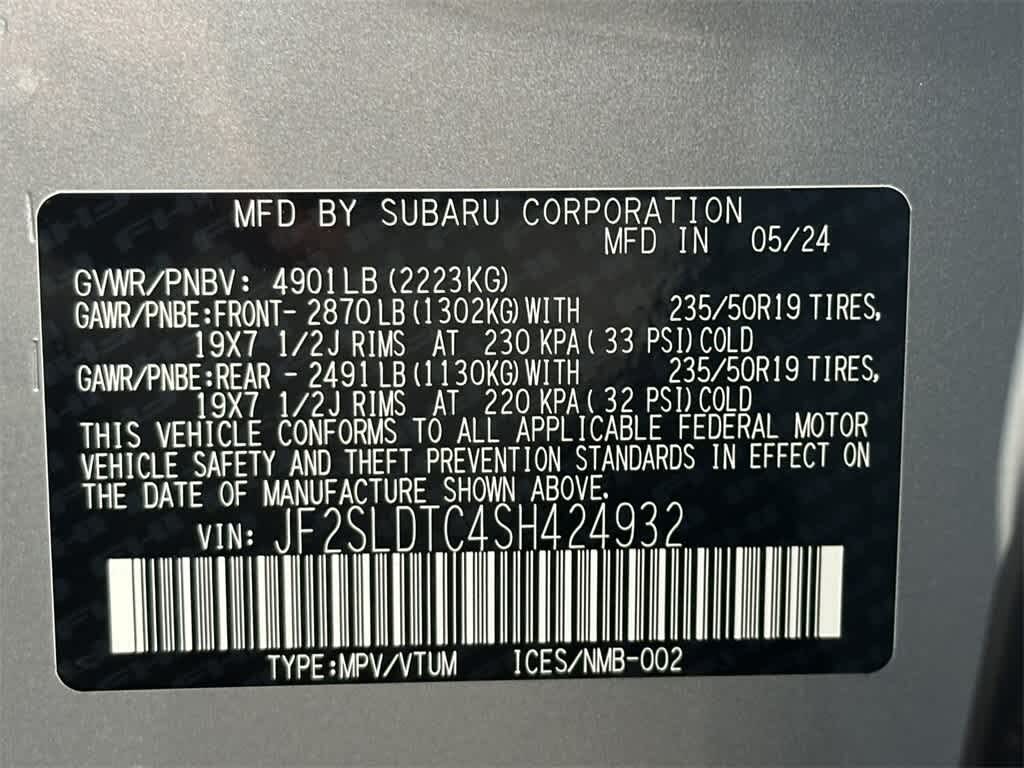 MFD BY SUBARU CORPORATION
MFD IN 05/24
GVWR/PNBV: 4901LB (2223KG)
GAWR/PNBE:FRONT- 2870LB (1302KG) WITH 235/50R19 TIRES,
19X7 1/2J RIMS AT 230 KPA( 33 PSI) COLD
GAWR/PNBE:REAR - 2491LB (1130KG) WITH 235/50R19 TIRES,
19X7 1/2J RIMS AT 220 KPA( 32 PSI) COLD
THIS VEHICLE CONFORMS TO ALL APPLICABLE FEDERAL MOTOR
VEHICLE SAFETY AND THEFT PREVENTION STANDARDS IN EFFECT ON
THE DATE OF MANUFACTURE SHOWN ABOVE.
VIN: JF2SLDTC4SH424932
TYPE:MPV/VTUM ICES/NMB-002